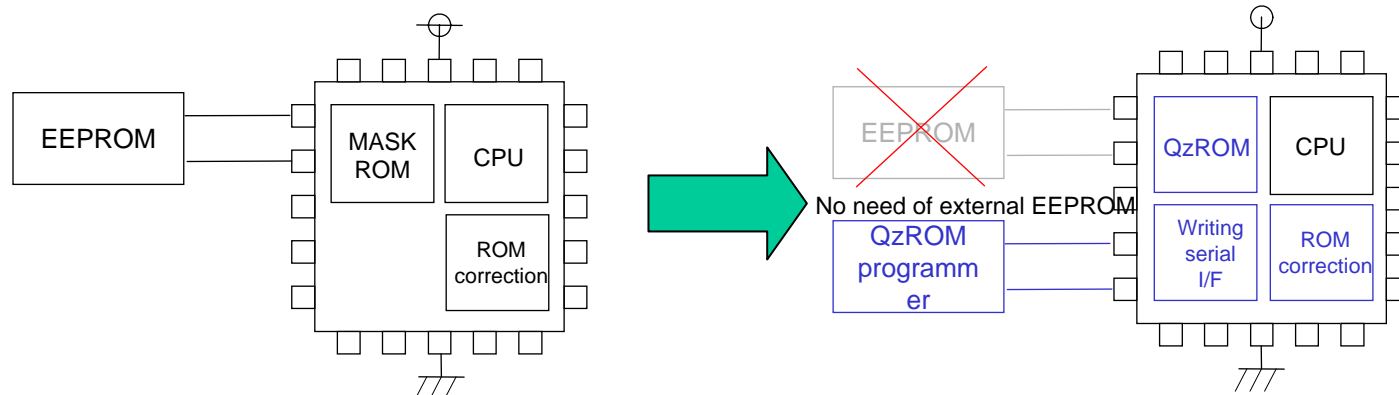 EEPROM
MASK
ROM
CPU
ROM
correction
EEPROM
No need of external EEPROM
QzROM
programm
er
QzROM
CPU
Writing
serial
I/F
ROM
correction